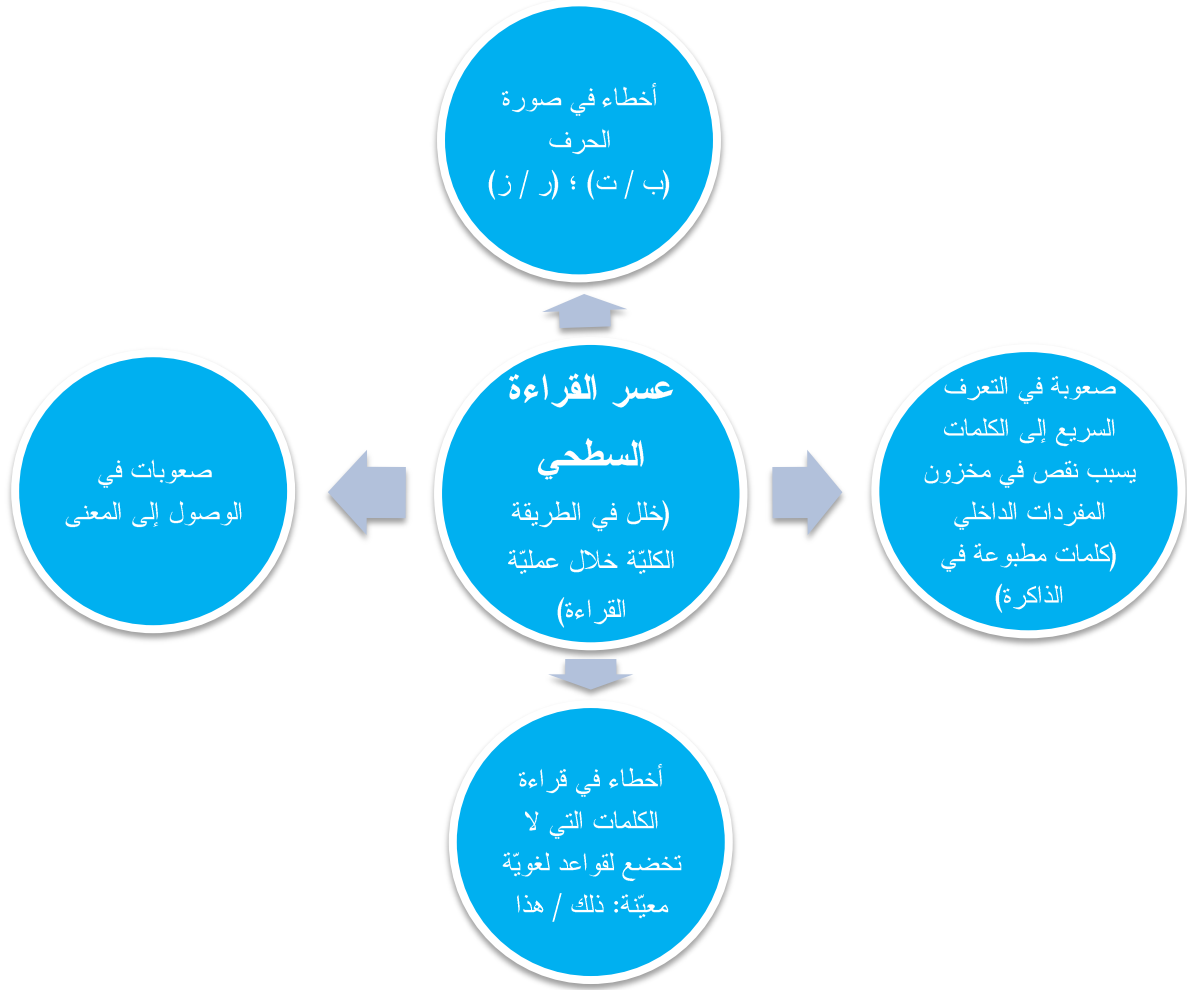 أخطاء في صورة
الحرف
(ب / ت) ؛ (ر / ز)
عسر القراءة
السطحي
(خلل في الطريقة
الكليّة خلال عمليّة
القراءة)
صعوبة في التعرف
السريع إلى الكلمات
يسبب نقص في مخزون
المفردات الداخلي
(كلمات مطبوعة في
الذاكرة)
صعوبات في
الوصول إلى المعنى
أخطاء في قراءة
الكلمات التي لا
تخضع لقواعد لغويّة
معيّنة: ذلك / هذا